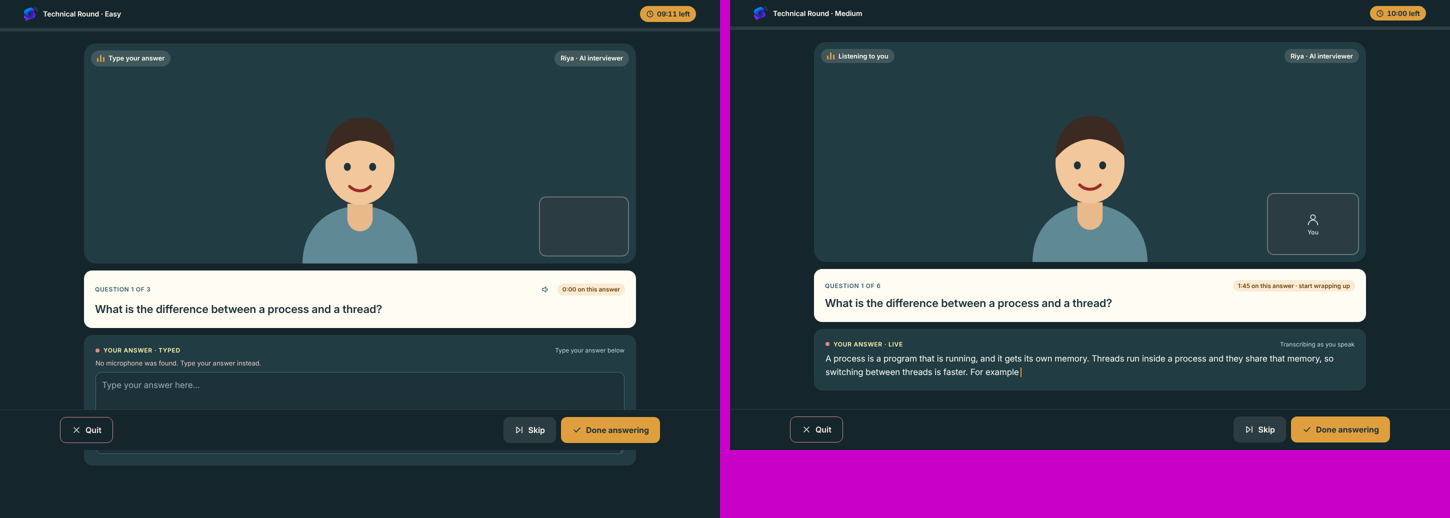 Technical Round · Easy
09:11 left
Type your answer
Riya · AI interviewer
QUESTION 1 OF 3
0:00 on this answer
What is the difference between a process and a thread?
YOUR ANSWER · TYPED
Type your answer below
No microphone was found. Type your answer instead.
Type your answer here...
Quit
Skip
Done answering
Technical Round · Medium
10:00 left
Listening to you
Riya · AI interviewer
You
QUESTION 1 OF 6
1:45 on this answer · start wrapping up
What is the difference between a process and a thread?
YOUR ANSWER · LIVE
Transcribing as you speak
A process is a program that is running, and it gets its own memory. Threads run inside a process and they share that memory, so
switching between threads is faster. For example
Quit
Skip
Done answering